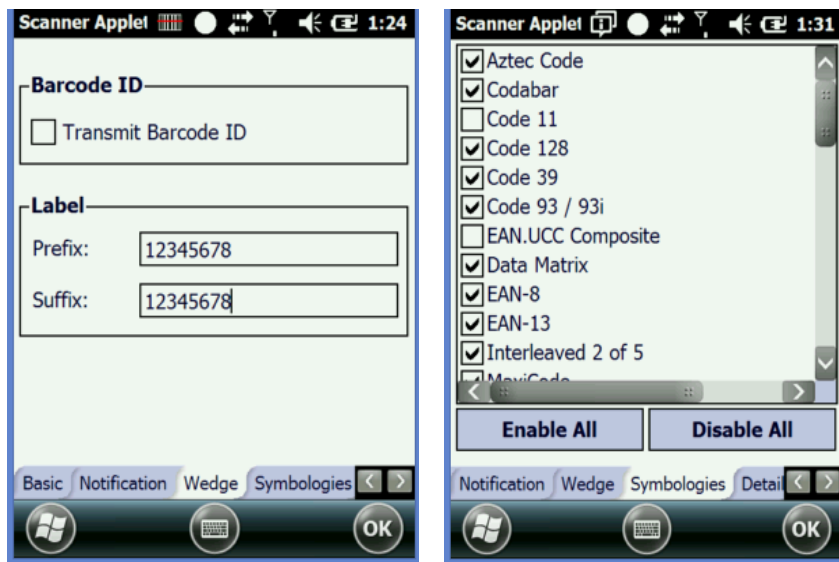 Scanner Applet 1:24
Barcode ID
Transmit Barcode ID
Label
Prefix: 12345678
Suffix: 12345678
Basic Notification Wedge Symbologies
OK
Scanner Applet 1:31
Aztec Code
Codabar
Code 11
Code 128
Code 39
Code 93 / 93i
EAN.UCC Composite
Data Matrix
EAN-8
EAN-13
Interleaved 2 of 5
MaxiCode
Enable All Disable All
Notification Wedge Symbologies Detail
OK